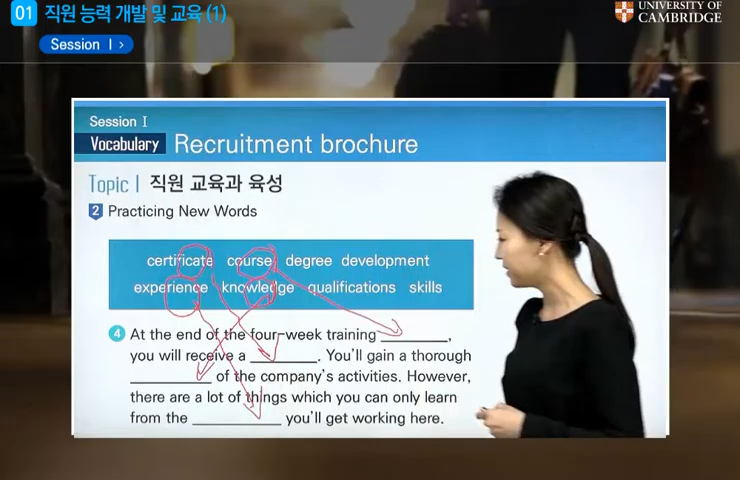 01 직원 능력 개발 및 교육 (1)
UNIVERSITY OF
CAMBRIDGE
Session I >
Session I
Vocabulary Recruitment brochure
Topic I 직원 교육과 육성
2 Practicing New Words
certificate course degree development
experience knowledge qualifications skills
4 At the end of the four-week training ________,
you will receive a ________. You'll gain a thorough
________ of the company's activities. However,
there are a lot of things which you can only learn
from the ________ you'll get working here.